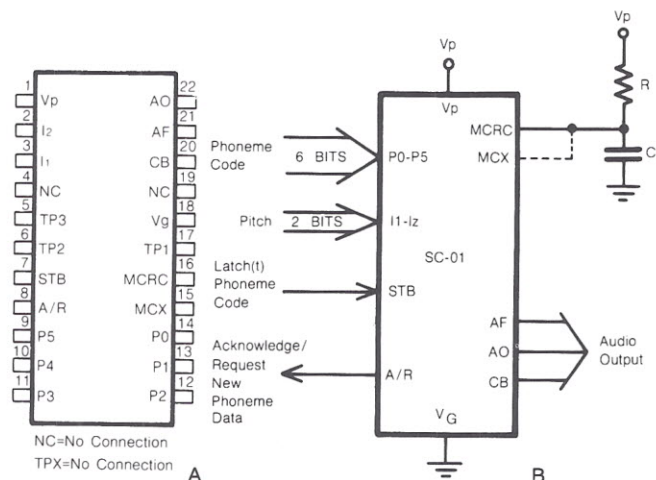 1 Vp AO 22
2 I2 AF 21
3 I1 CB 20
4 NC NC 19
5 TP3 Vg 18
6 TP2 TP1 17
7 STB MCRC 16
8 A/R MCX 15
9 P5 P0 14
10 P4 P1 13
11 P3 P2 12
NC=No Connection
TPX=No Connection
A
Vp
Vp
Vp
R
C
MCRC
MCX
Phoneme
Code
6 BITS
P0-P5
Pitch
2 BITS
I1-Iz
SC-01
Latch(t)
Phoneme
Code
STB
Acknowledge/
Request
New
Phoneme
Data
A/R
AF
AO
CB
Audio
Output
VG
B